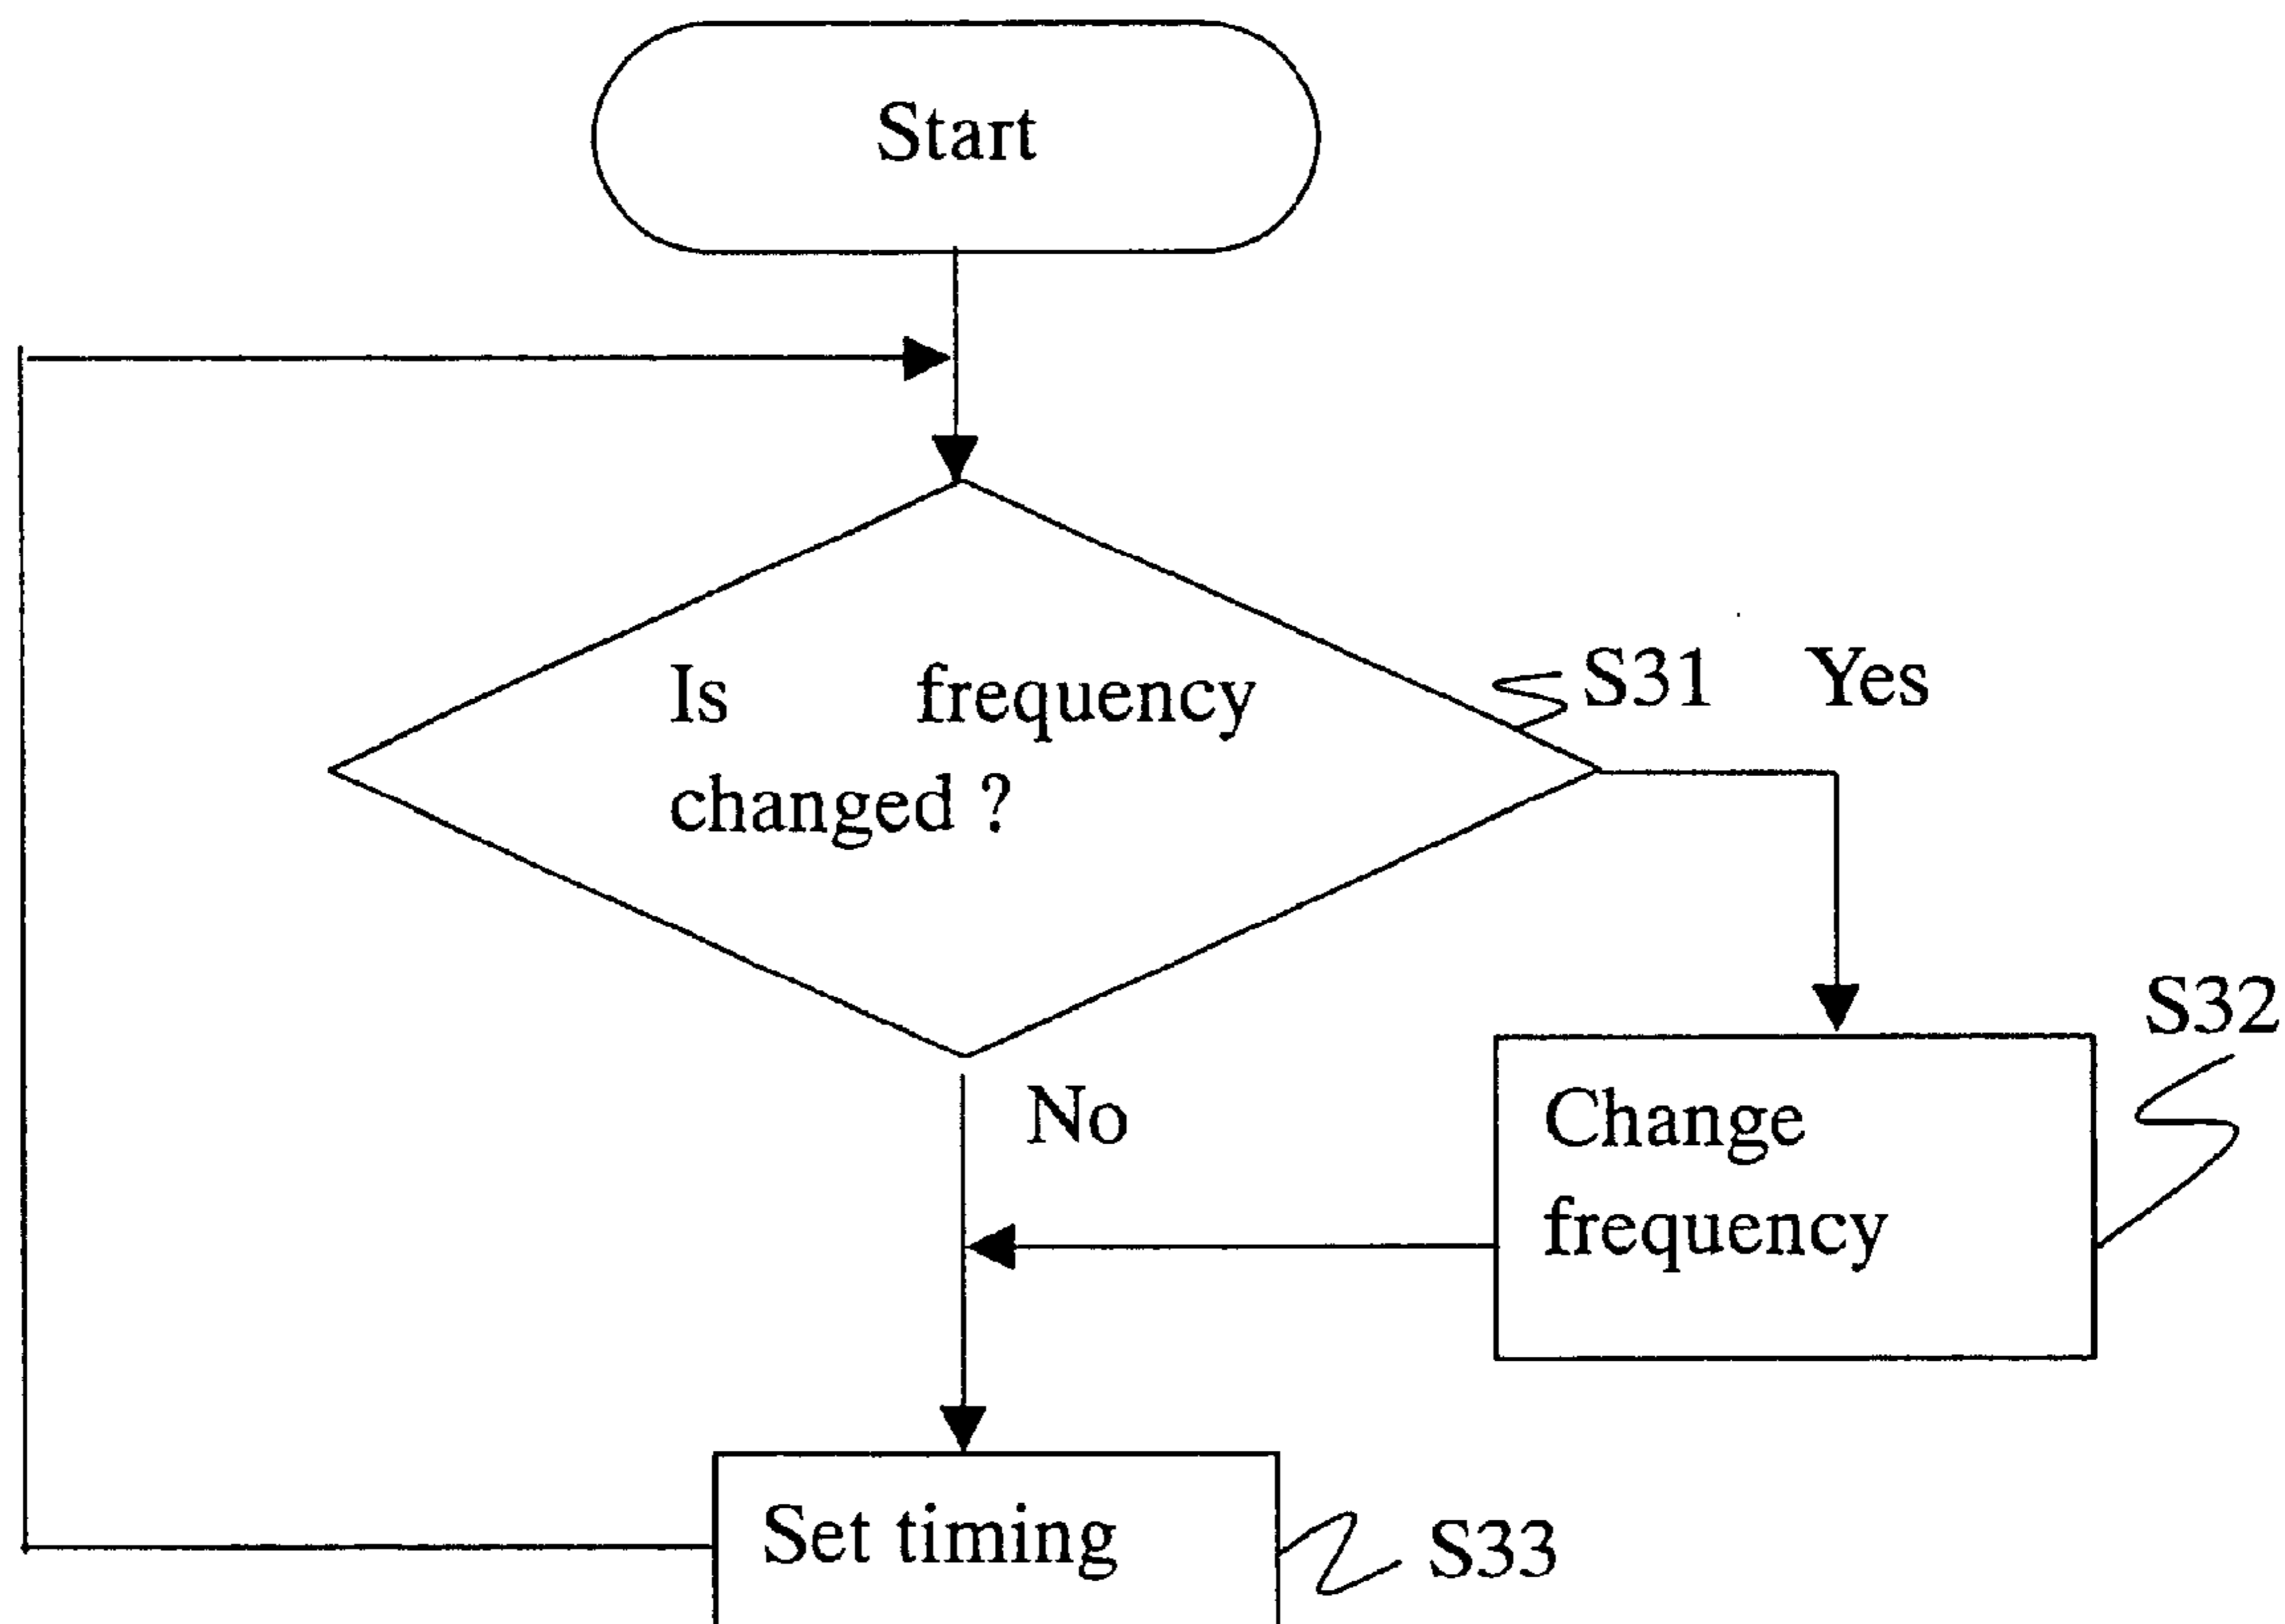 Start
Is frequency
changed ?
S31
Yes
No
S32
Change
frequency
Set timing
S33